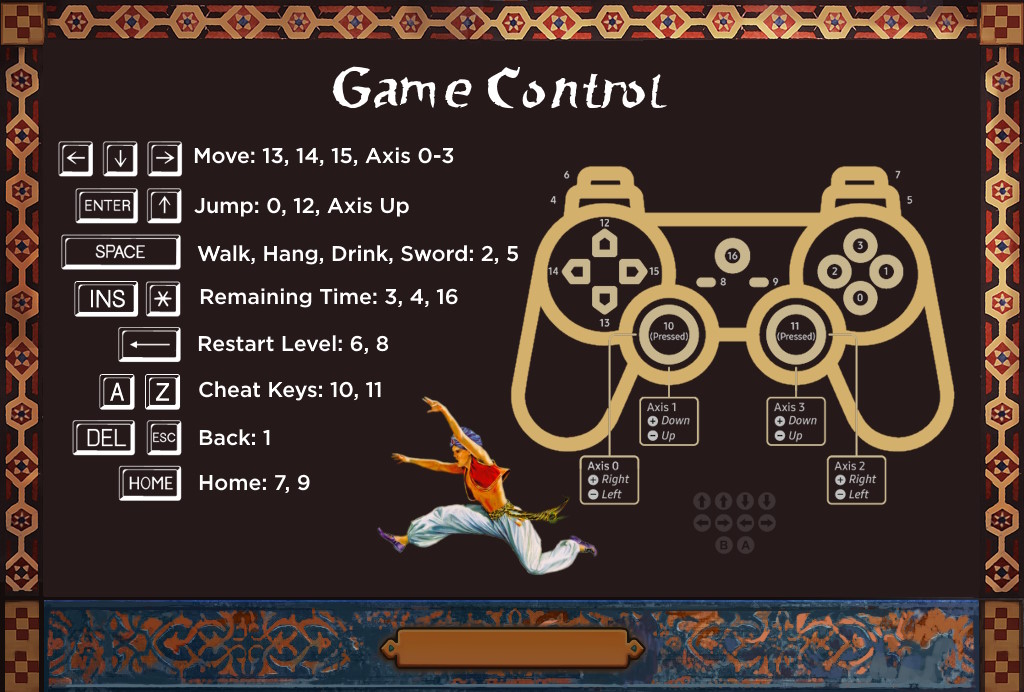 Game Control
← ↓ → Move: 13, 14, 15, Axis 0-3
ENTER ↑ Jump: 0, 12, Axis Up
SPACE Walk, Hang, Drink, Sword: 2, 5
INS * Remaining Time: 3, 4, 16
← Restart Level: 6, 8
A Z Cheat Keys: 10, 11
DEL ESC Back: 1
HOME Home: 7, 9
6
7
4
5
12
3
16
14
15
2
1
8
9
0
13
10
(Pressed)
11
(Pressed)
Axis 1
+ Down
- Up
Axis 3
+ Down
- Up
Axis 0
+ Right
- Left
Axis 2
+ Right
- Left
↑ ↑ ↓ ↓
← → ← →
B A